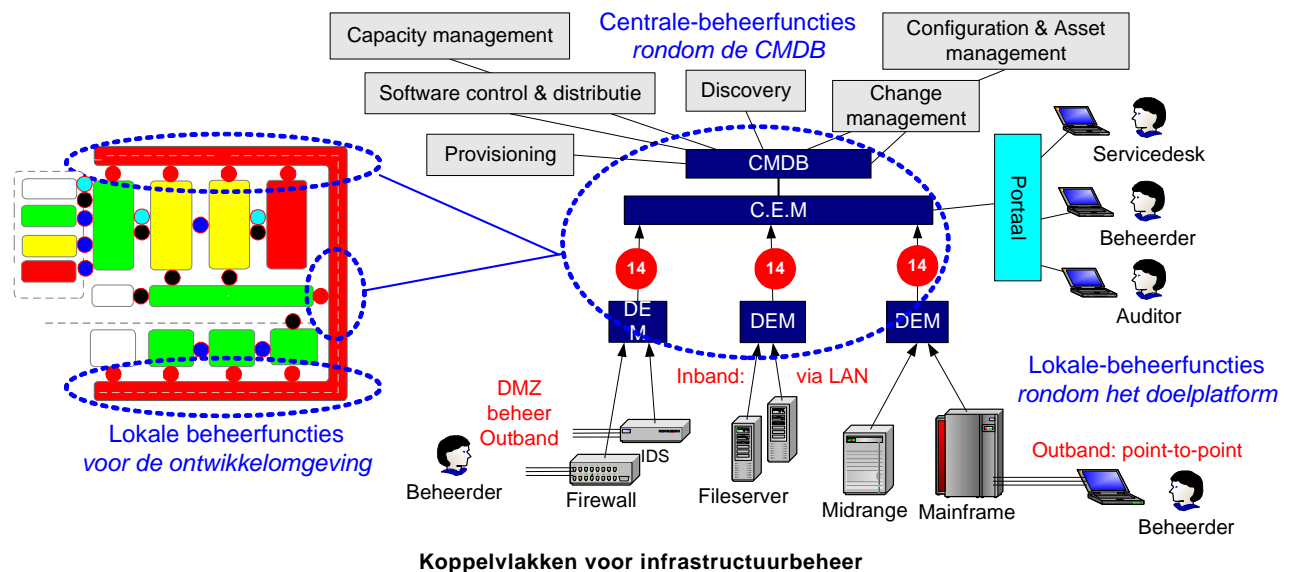 Capacity management
Centrale-beheerfuncties
rondom de CMDB
Configuration & Asset
management
Software control & distributie
Discovery
Change
management
Provisioning
CMDB
C.E.M
Portaal
Servicedesk
Beheerder
Auditor
14
14
14
DE
M
DEM
DEM
Inband:
via LAN
DMZ
beheer
Outband
Lokale-beheerfuncties
rondom het doelplatform
Lokale beheerfuncties
voor de ontwikkelomgeving
IDS
Beheerder
Firewall
Fileserver
Midrange
Mainframe
Outband: point-to-point
Beheerder
Koppelvlakken voor infrastructuurbeheer